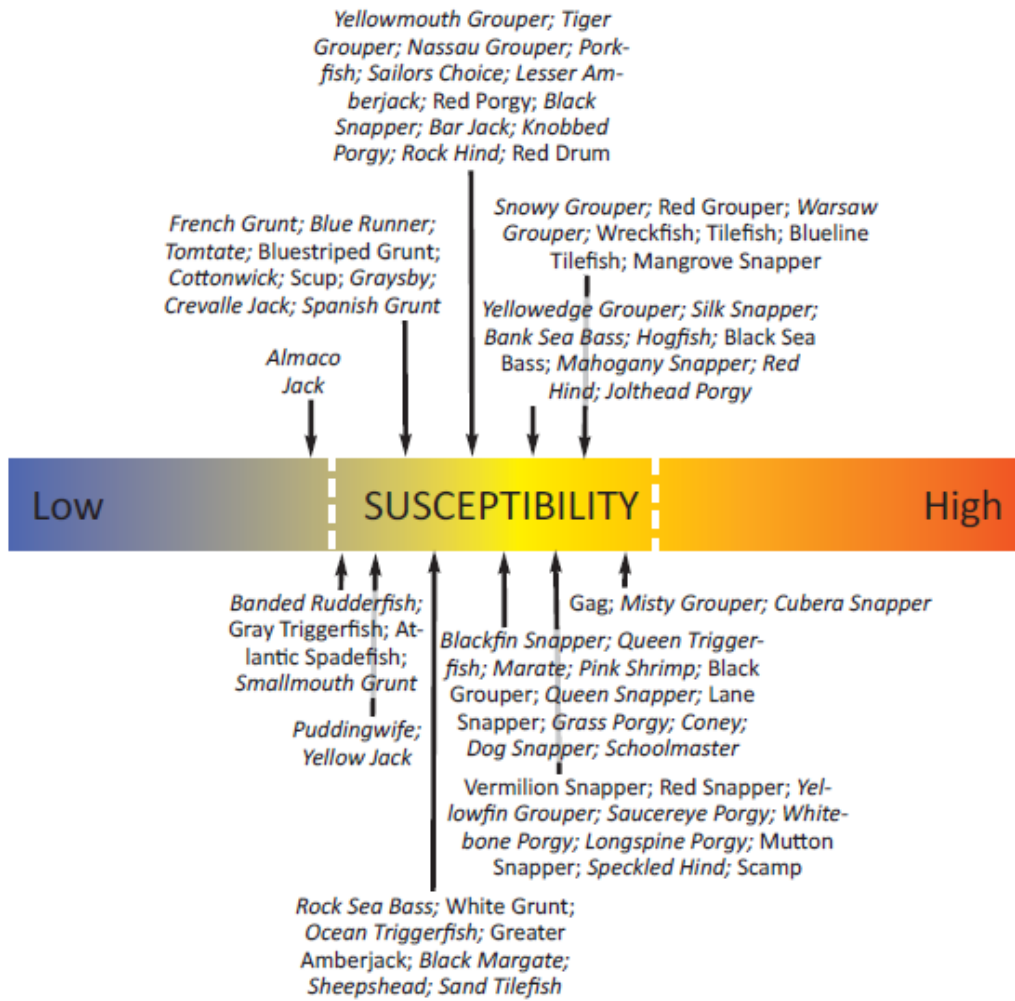 Yellowmouth Grouper; Tiger
Grouper; Nassau Grouper; Pork-
fish; Sailors Choice; Lesser Am-
berjack; Red Porgy; Black
Snapper; Bar Jack; Knobbed
Porgy; Rock Hind; Red Drum
Snowy Grouper; Red Grouper; Warsaw
Grouper; Wreckfish; Tilefish; Blueline
Tilefish; Mangrove Snapper
French Grunt; Blue Runner;
Tomtate; Bluestriped Grunt;
Cottonwick; Scup; Graysby;
Crevalle Jack; Spanish Grunt
Yellowedge Grouper; Silk Snapper;
Bank Sea Bass; Hogfish; Black Sea
Bass; Mahogany Snapper; Red
Hind; Jolthead Porgy
Almaco
Jack
Low SUSCEPTIBILITY High
Banded Rudderfish;
Gray Triggerfish; At-
lantic Spadefish;
Smallmouth Grunt
Gag; Misty Grouper; Cubera Snapper
Blackfin Snapper; Queen Trigger-
fish; Marate; Pink Shrimp; Black
Grouper; Queen Snapper; Lane
Snapper; Grass Porgy; Coney;
Dog Snapper; Schoolmaster
Puddingwife;
Yellow Jack
Vermilion Snapper; Red Snapper; Yel-
lowfin Grouper; Saucereye Porgy; White-
bone Porgy; Longspine Porgy; Mutton
Snapper; Speckled Hind; Scamp
Rock Sea Bass; White Grunt;
Ocean Triggerfish; Greater
Amberjack; Black Margate;
Sheepshead; Sand Tilefish